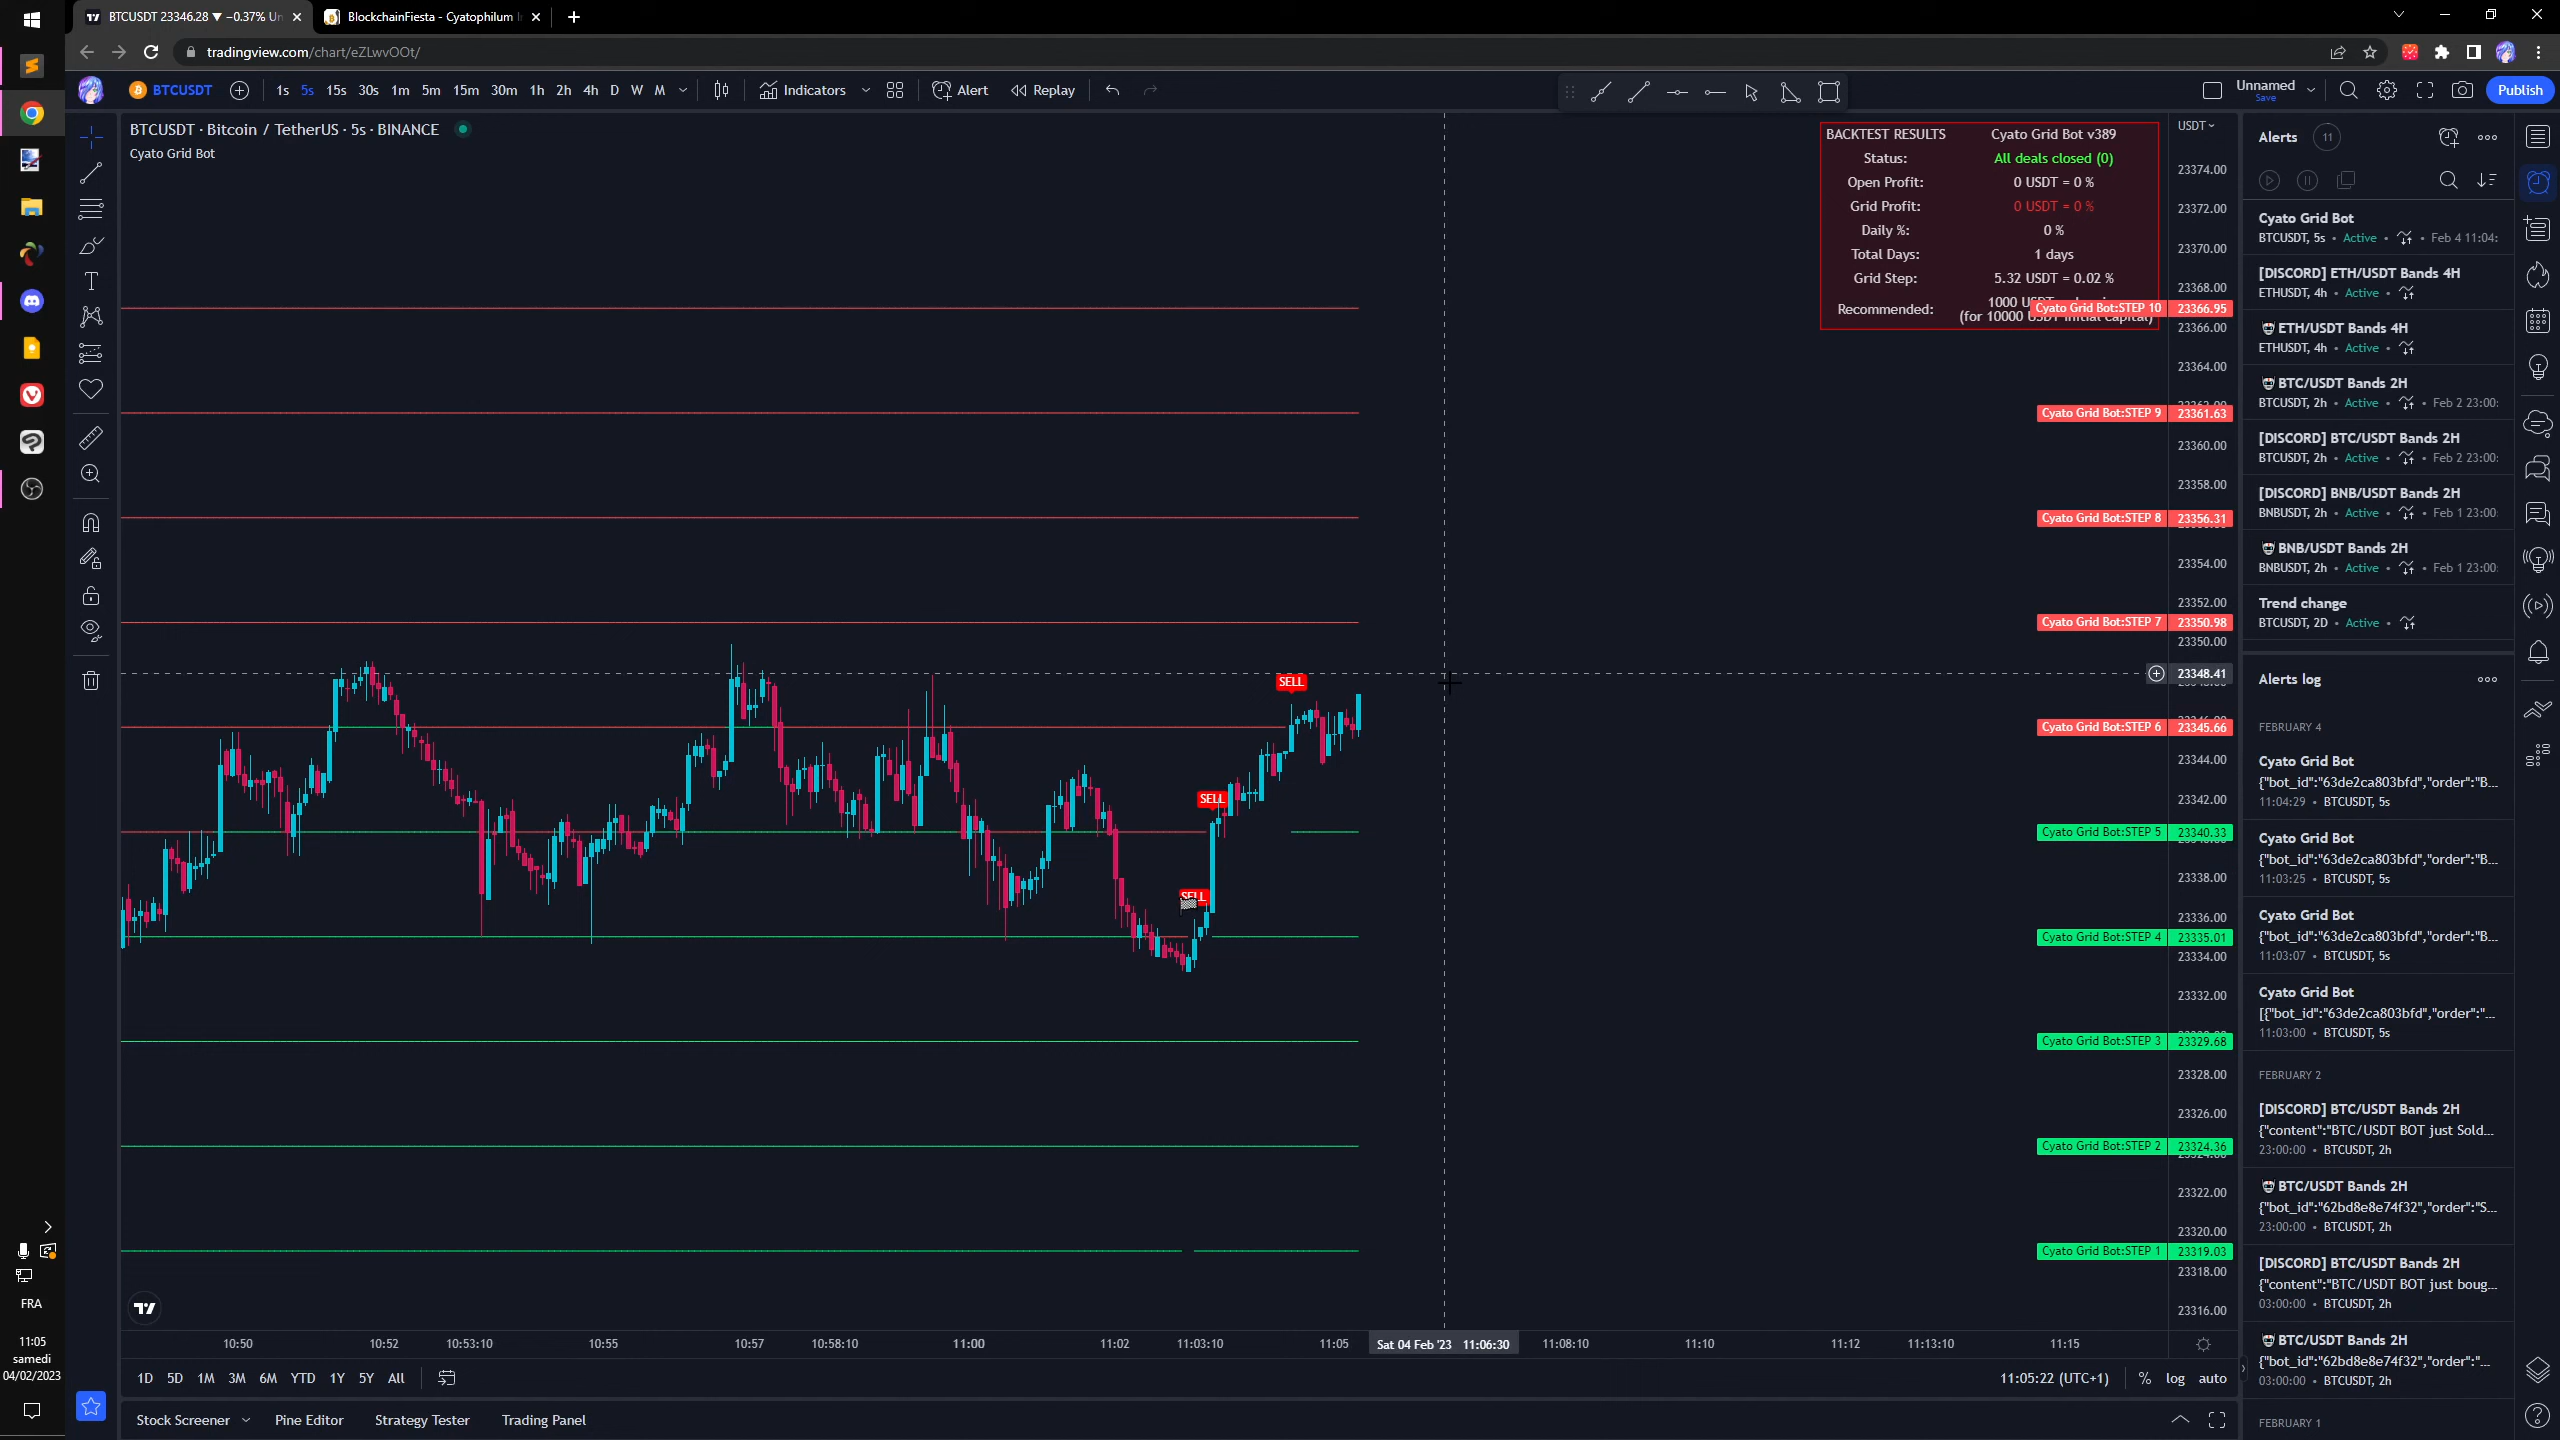 BTCUSDT 23346.28 ▼ −0.37% Un
BlockchainFiesta - Cyatophilum I
tradingview.com/chart/eZLwvOOt/
BTCUSDT 1s 5s 15s 30s 1m 5m 15m 30m 1h 2h 4h D W M Indicators Alert Replay
Unnamed
Save
Publish
BTCUSDT · Bitcoin / TetherUS · 5s · BINANCE
Cyato Grid Bot
BACKTEST RESULTS Cyato Grid Bot v389
Status: All deals closed (0)
Open Profit: 0 USDT = 0 %
Grid Profit: 0 USDT = 0 %
Daily %: 0 %
Total Days: 1 days
Grid Step: 5.32 USDT = 0.02 %
Recommended: 1000
(for 10000 USDT Initial Capital)
USDT
23374.00
23372.00
23370.00
23368.00
Cyato Grid Bot:STEP 10 23366.95
23366.00
23364.00
Cyato Grid Bot:STEP 9 23361.63
23360.00
23358.00
Cyato Grid Bot:STEP 8 23356.31
23354.00
23352.00
Cyato Grid Bot:STEP 7 23350.98
23350.00
23348.41
Cyato Grid Bot:STEP 6 23345.66
23344.00
23342.00
Cyato Grid Bot:STEP 5 23340.33
23338.00
23336.00
Cyato Grid Bot:STEP 4 23335.01
23334.00
23332.00
Cyato Grid Bot:STEP 3 23329.68
23328.00
23326.00
Cyato Grid Bot:STEP 2 23324.36
23322.00
23320.00
Cyato Grid Bot:STEP 1 23319.03
23318.00
23316.00
SELL
SELL
SELL
10:50 10:52 10:53:10 10:55 10:57 10:58:10 11:00 11:02 11:03:10 11:05 Sat 04 Feb '23 11:06:30 11:08:10 11:10 11:12 11:13:10 11:15
1D 5D 1M 3M 6M YTD 1Y 5Y All
11:05:22 (UTC+1) % log auto
Stock Screener Pine Editor Strategy Tester Trading Panel
Alerts 11
Cyato Grid Bot
BTCUSDT, 5s • Active • • Feb 4 11:04:
[DISCORD] ETH/USDT Bands 4H
ETHUSDT, 4h • Active •
ETH/USDT Bands 4H
ETHUSDT, 4h • Active •
BTC/USDT Bands 2H
BTCUSDT, 2h • Active • • Feb 2 23:00:
[DISCORD] BTC/USDT Bands 2H
BTCUSDT, 2h • Active • • Feb 2 23:00:
[DISCORD] BNB/USDT Bands 2H
BNBUSDT, 2h • Active • • Feb 1 23:00:
BNB/USDT Bands 2H
BNBUSDT, 2h • Active • • Feb 1 23:00:
Trend change
BTCUSDT, 2D • Active •
Alerts log
FEBRUARY 4
Cyato Grid Bot
{"bot_id":"63de2ca803bfd","order":"B...
11:04:29 • BTCUSDT, 5s
Cyato Grid Bot
{"bot_id":"63de2ca803bfd","order":"B...
11:03:25 • BTCUSDT, 5s
Cyato Grid Bot
{"bot_id":"63de2ca803bfd","order":"B...
11:03:07 • BTCUSDT, 5s
Cyato Grid Bot
[{"bot_id":"63de2ca803bfd","order":"...
11:03:00 • BTCUSDT, 5s
FEBRUARY 2
[DISCORD] BTC/USDT Bands 2H
{"content":"BTC/USDT BOT just Sold...
23:00:00 • BTCUSDT, 2h
BTC/USDT Bands 2H
{"bot_id":"62bd8e8e74f32","order":"S...
23:00:00 • BTCUSDT, 2h
[DISCORD] BTC/USDT Bands 2H
{"content":"BTC/USDT BOT just boug...
03:00:00 • BTCUSDT, 2h
BTC/USDT Bands 2H
{"bot_id":"62bd8e8e74f32","order":"...
03:00:00 • BTCUSDT, 2h
FEBRUARY 1
FRA
11:05
samedi
04/02/2023